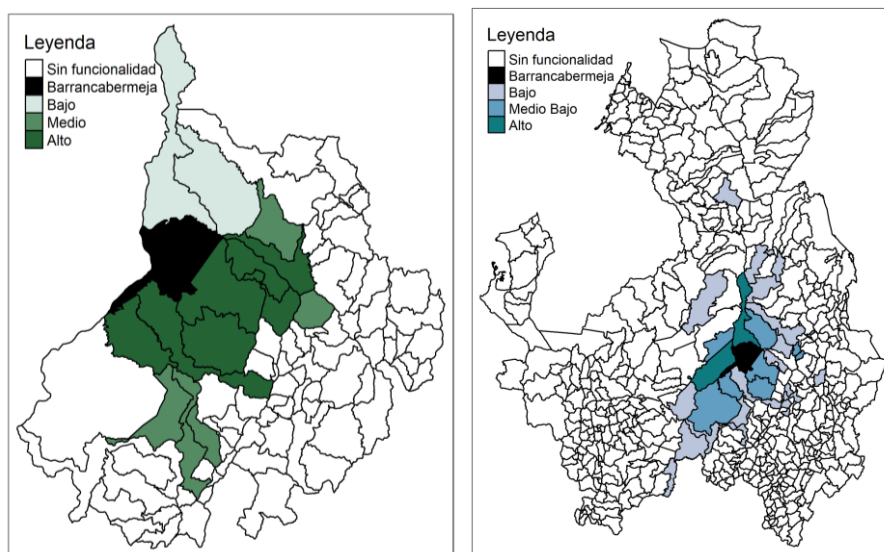 Leyenda
Sin funcionalidad
Barrancabermeja
Bajo
Medio
Alto
Leyenda
Sin funcionalidad
Barrancabermeja
Bajo
Medio Bajo
Alto